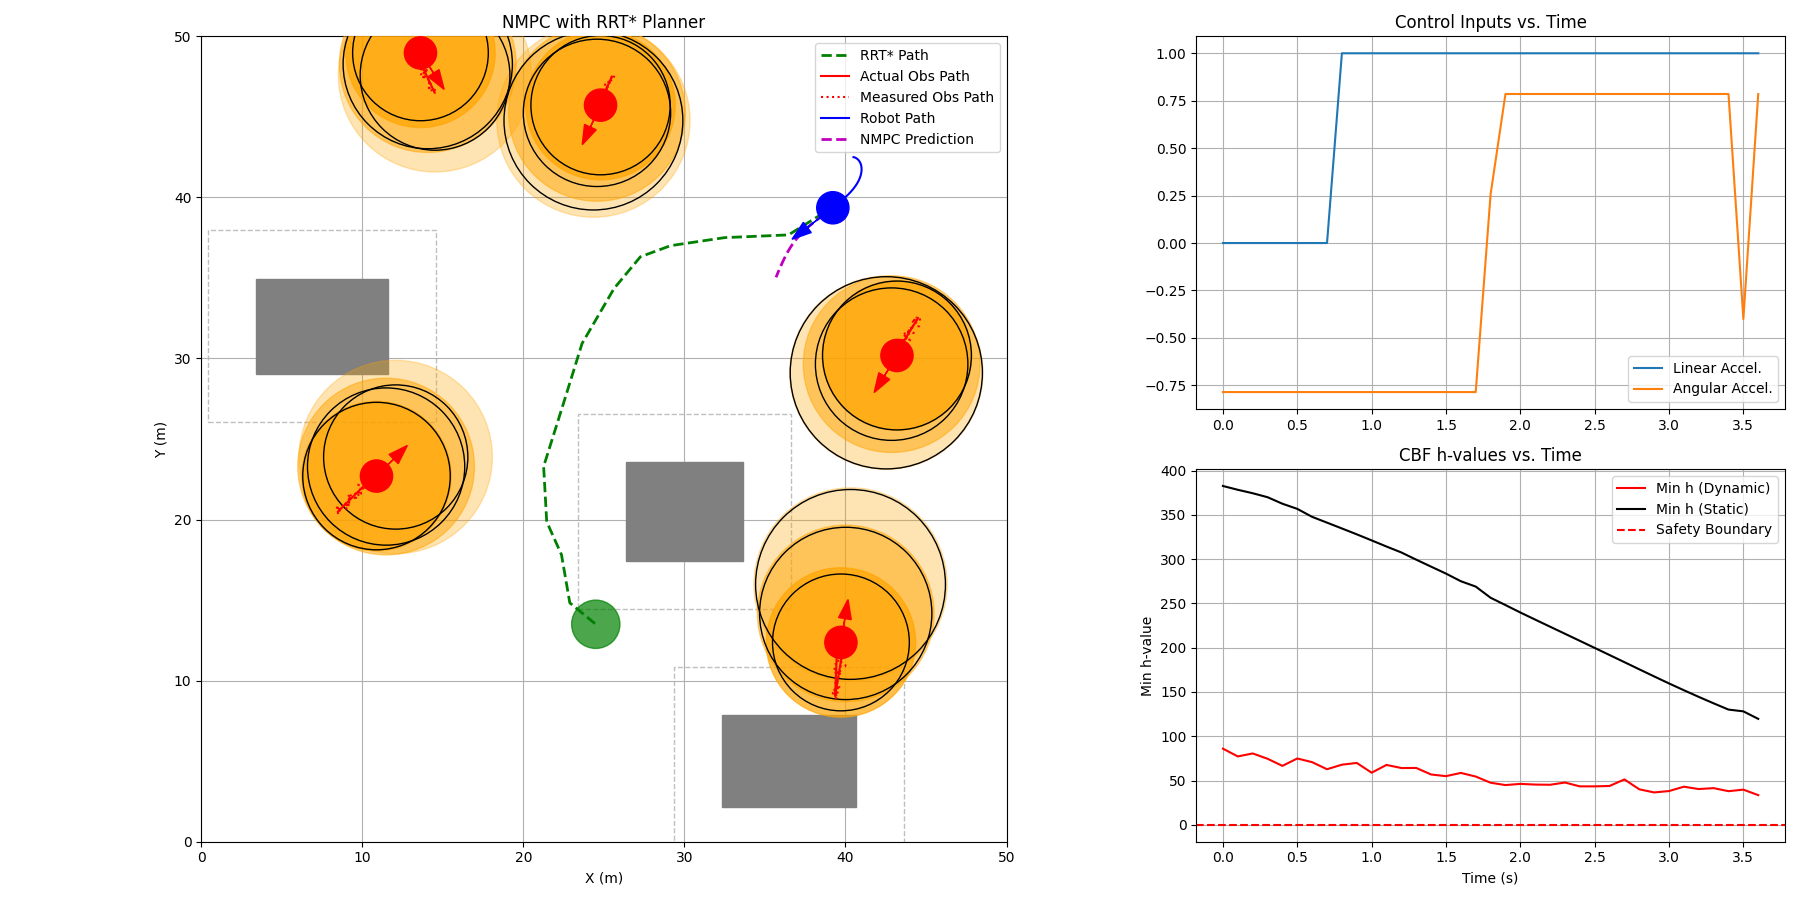 NMPC with RRT* Planner
50
40
30
20
10
0
Y (m)
0 10 20 30 40 50
X (m)
RRT* Path
Actual Obs Path
Measured Obs Path
Robot Path
NMPC Prediction
Control Inputs vs. Time
1.00
0.75
0.50
0.25
0.00
−0.25
−0.50
−0.75
0.0 0.5 1.0 1.5 2.0 2.5 3.0 3.5
Linear Accel.
Angular Accel.
CBF h-values vs. Time
400
350
300
250
200
150
100
50
0
Min h-value
0.0 0.5 1.0 1.5 2.0 2.5 3.0 3.5
Time (s)
Min h (Dynamic)
Min h (Static)
Safety Boundary